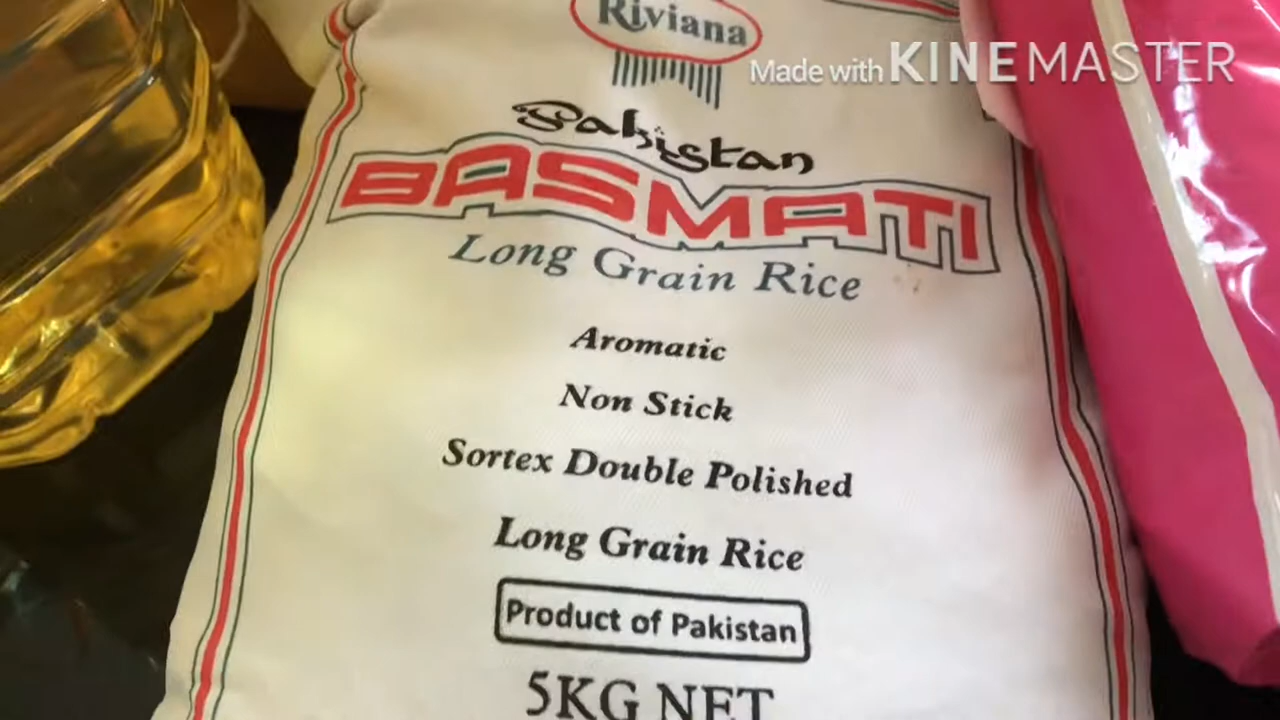 Riviana
Made with KINEMASTER
Pakistan
BASMATI
Long Grain Rice
Aromatic
Non Stick
Sortex Double Polished
Long Grain Rice
Product of Pakistan
5KG NET